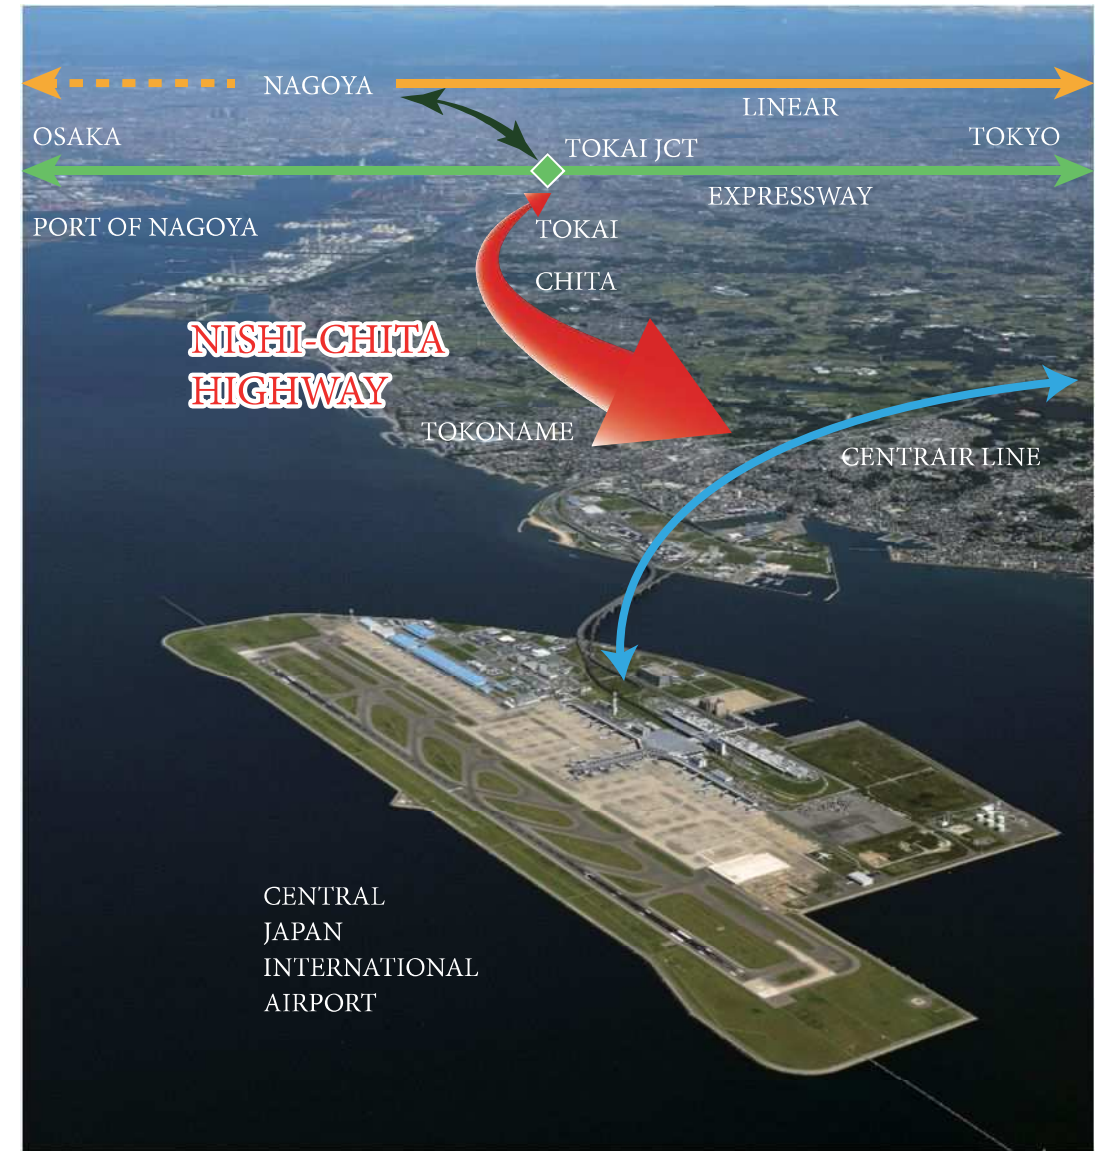 NAGOYA
LINEAR
OSAKA
TOKYO
TOKAI JCT
EXPRESSWAY
PORT OF NAGOYA
TOKAI
CHITA
NISHI-CHITA
HIGHWAY
TOKONAME
CENTRAIR LINE
CENTRAL
JAPAN
INTERNATIONAL
AIRPORT